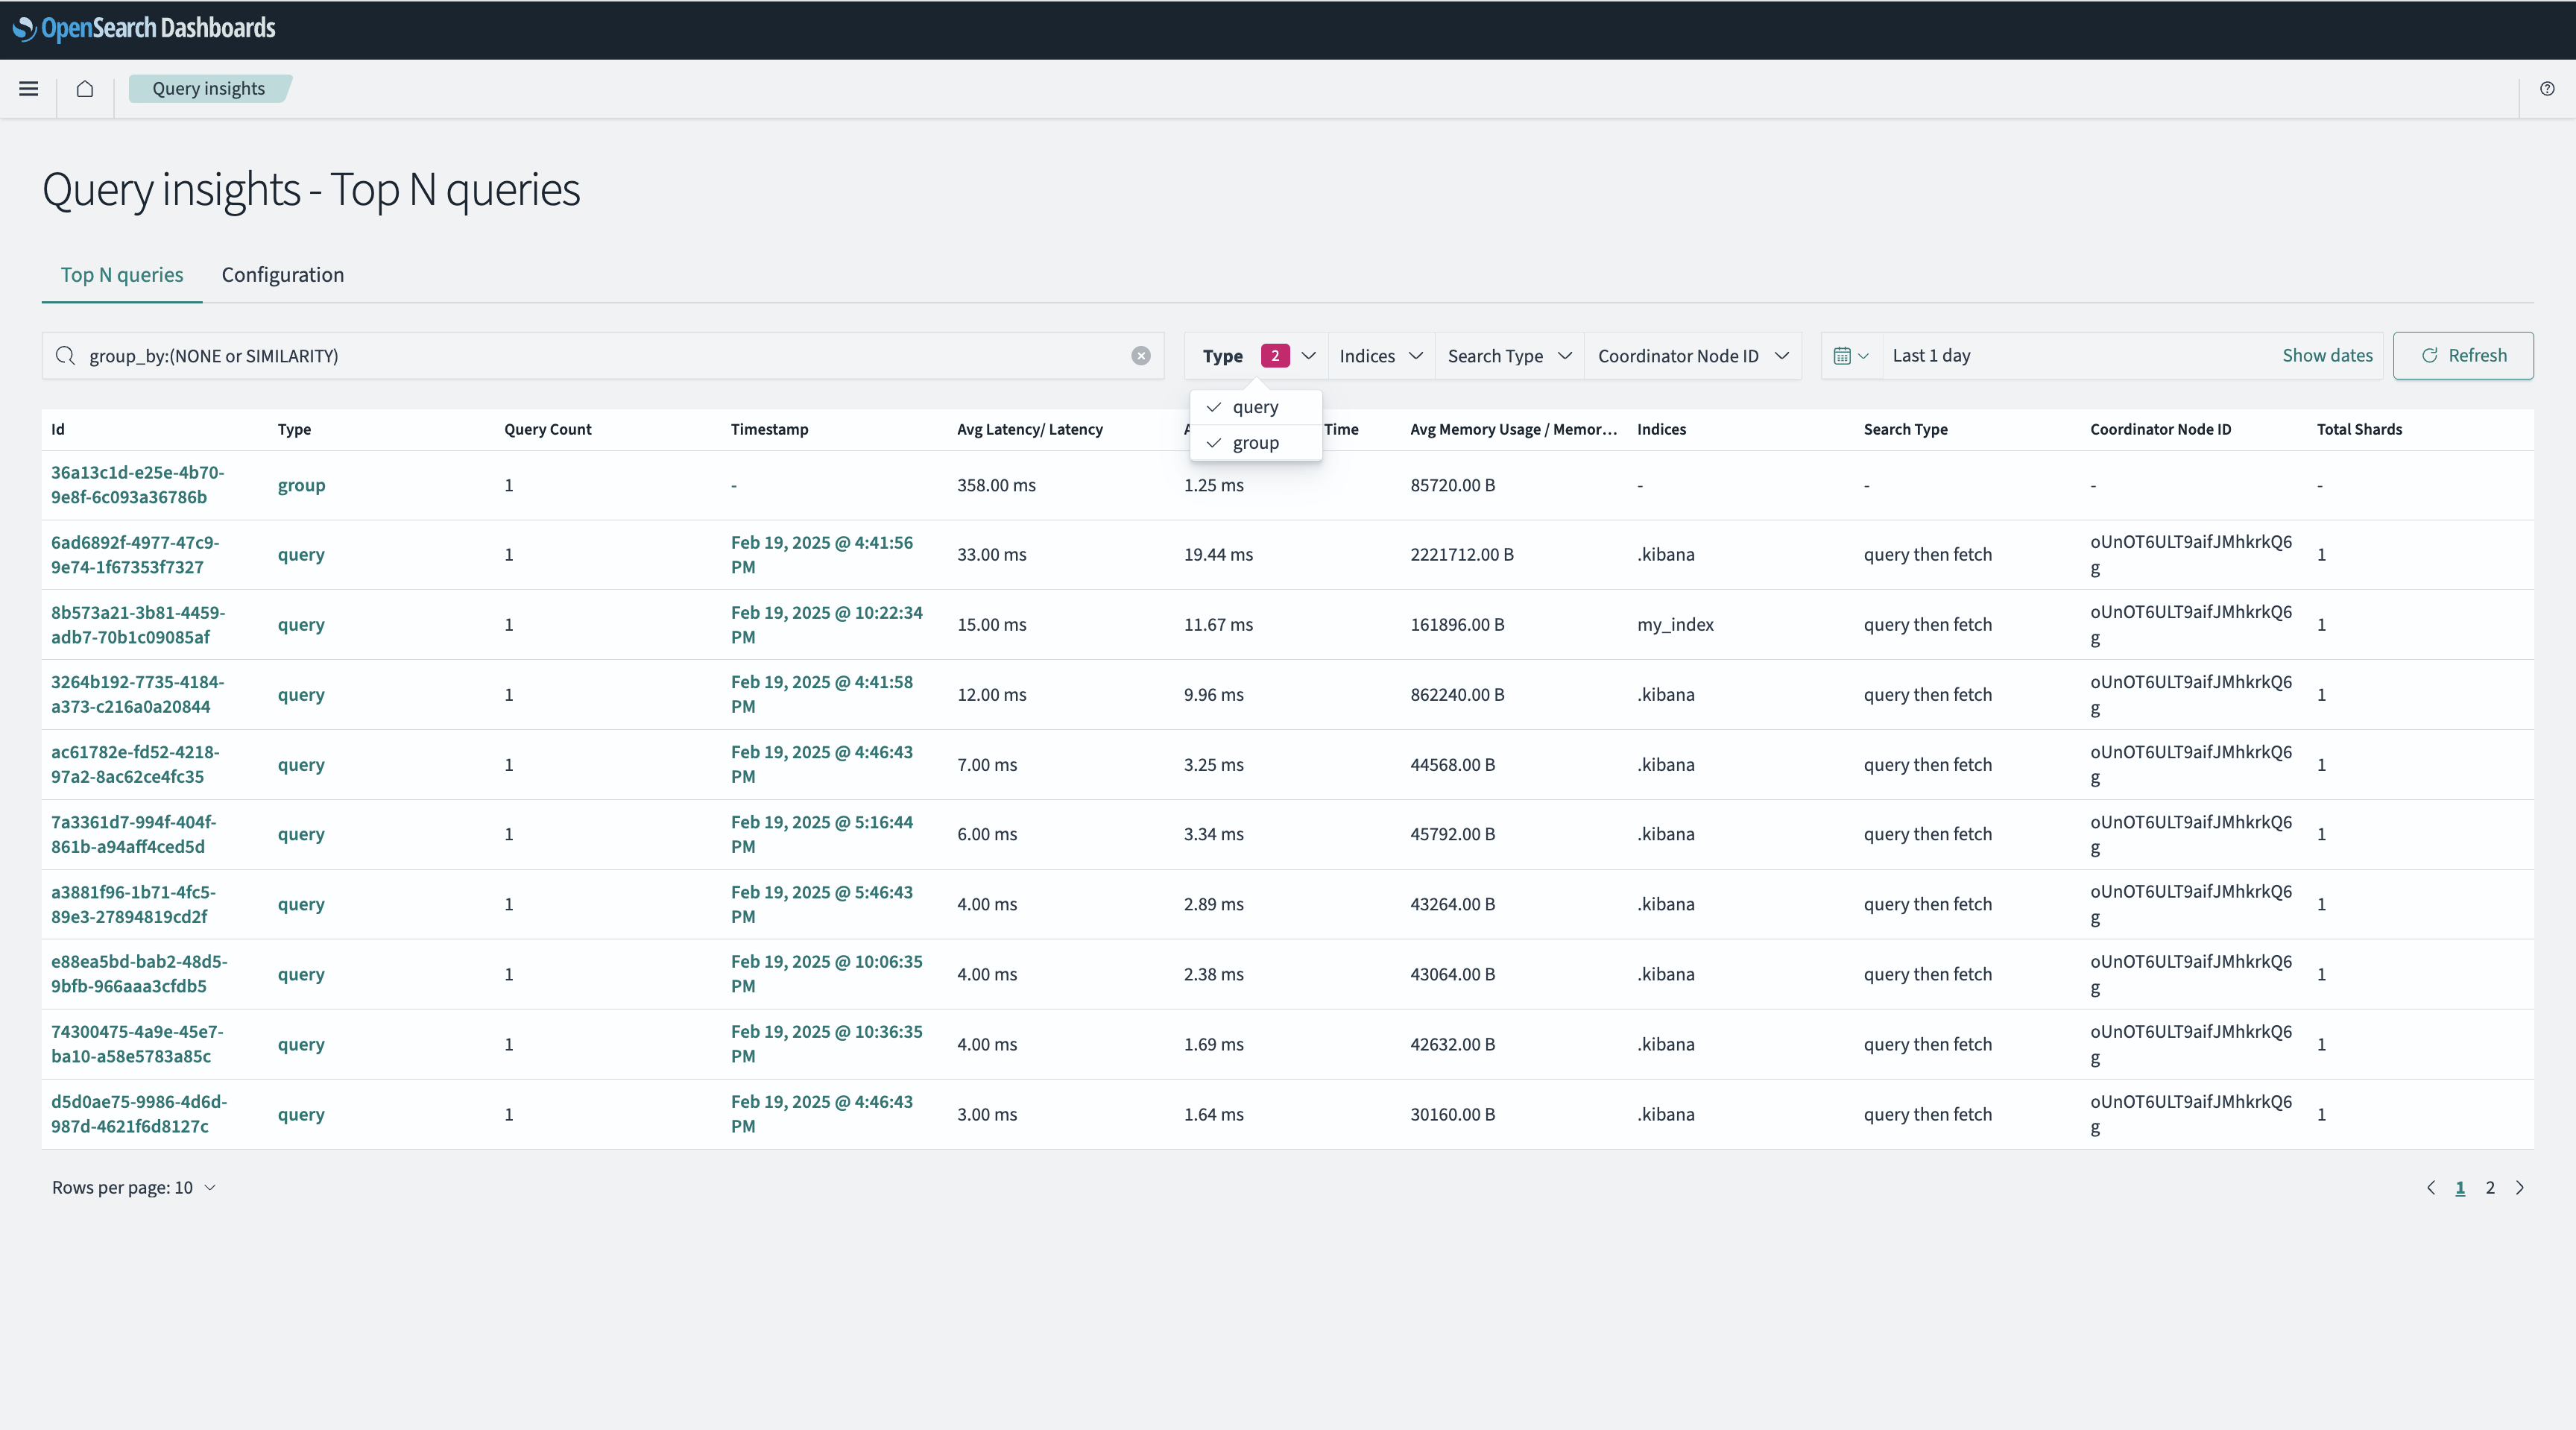 OpenSearch Dashboards
Query insights
Query insights - Top N queries
Top N queries Configuration
group_by:(NONE or SIMILARITY) Type 2 Indices Search Type Coordinator Node ID Last 1 day Show dates Refresh
query
group
Id Type Query Count Timestamp Avg Latency/ Latency Time Avg Memory Usage / Memor... Indices Search Type Coordinator Node ID Total Shards
36a13c1d-e25e-4b70-
9e8f-6c093a36786b group 1 - 358.00 ms 1.25 ms 85720.00 B - - - -
6ad6892f-4977-47c9- Feb 19, 2025 @ 4:41:56 oUnOT6ULT9aifJMhkrkQ6
9e74-1f67353f7327 query 1 PM 33.00 ms 19.44 ms 2221712.00 B .kibana query then fetch g 1
8b573a21-3b81-4459- Feb 19, 2025 @ 10:22:34 oUnOT6ULT9aifJMhkrkQ6
adb7-70b1c09085af query 1 PM 15.00 ms 11.67 ms 161896.00 B my_index query then fetch g 1
3264b192-7735-4184- Feb 19, 2025 @ 4:41:58 oUnOT6ULT9aifJMhkrkQ6
a373-c216a0a20844 query 1 PM 12.00 ms 9.96 ms 862240.00 B .kibana query then fetch g 1
ac61782e-fd52-4218- Feb 19, 2025 @ 4:46:43 oUnOT6ULT9aifJMhkrkQ6
97a2-8ac62ce4fc35 query 1 PM 7.00 ms 3.25 ms 44568.00 B .kibana query then fetch g 1
7a3361d7-994f-404f- Feb 19, 2025 @ 5:16:44 oUnOT6ULT9aifJMhkrkQ6
861b-a94aff4ced5d query 1 PM 6.00 ms 3.34 ms 45792.00 B .kibana query then fetch g 1
a3881f96-1b71-4fc5- Feb 19, 2025 @ 5:46:43 oUnOT6ULT9aifJMhkrkQ6
89e3-27894819cd2f query 1 PM 4.00 ms 2.89 ms 43264.00 B .kibana query then fetch g 1
e88ea5bd-bab2-48d5- Feb 19, 2025 @ 10:06:35 oUnOT6ULT9aifJMhkrkQ6
9bfb-966aaa3cfdb5 query 1 PM 4.00 ms 2.38 ms 43064.00 B .kibana query then fetch g 1
74300475-4a9e-45e7- Feb 19, 2025 @ 10:36:35 oUnOT6ULT9aifJMhkrkQ6
ba10-a58e5783a85c query 1 PM 4.00 ms 1.69 ms 42632.00 B .kibana query then fetch g 1
d5d0ae75-9986-4d6d- Feb 19, 2025 @ 4:46:43 oUnOT6ULT9aifJMhkrkQ6
987d-4621f6d8127c query 1 PM 3.00 ms 1.64 ms 30160.00 B .kibana query then fetch g 1
Rows per page: 10 1 2